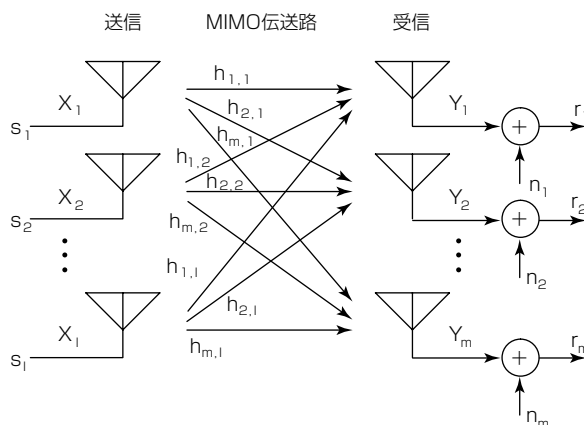 送信 MIMO伝送路 受信
X₁ h₁,₁ Y₁ r
s₁ h₂,₁ hₘ,₁ + n₁
X₂ h₁,₂ h₂,₂ Y₂ r₂
s₂ hₘ,₂ + n₂
h₁,ₗ
Xₗ h₂,ₗ Yₘ rₘ
sₗ hₘ,ₗ + nₘ